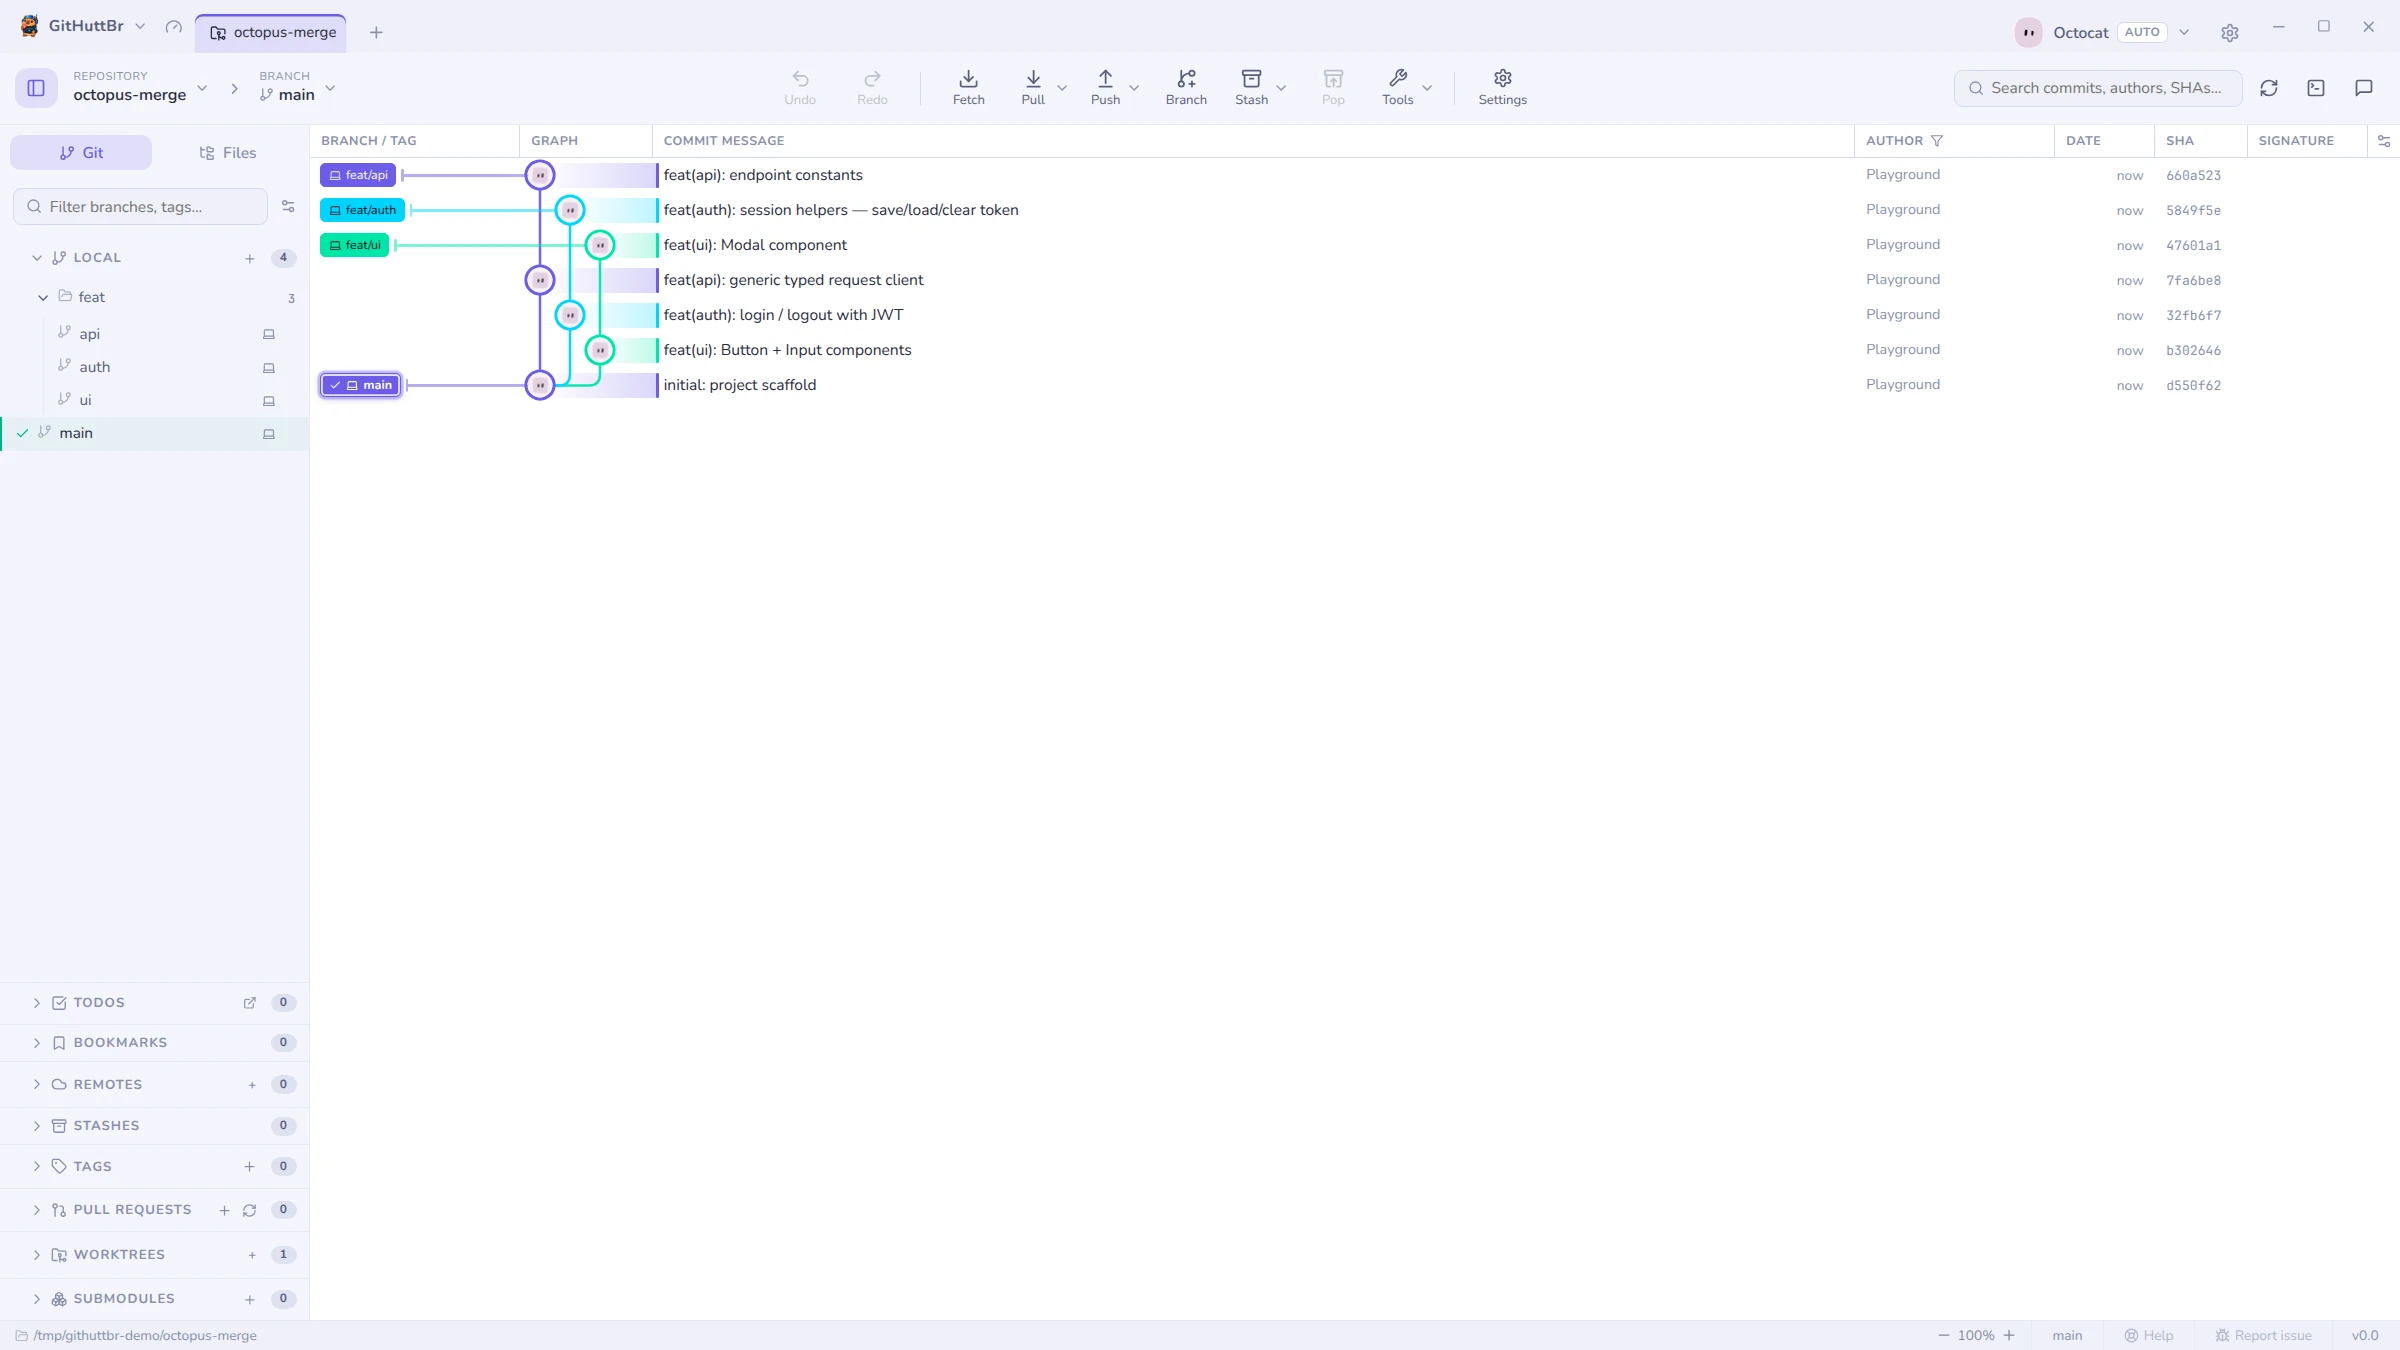 GitHuttBr
octopus-merge
Octocat AUTO
REPOSITORY
octopus-merge
BRANCH
main
Undo
Redo
Fetch
Pull
Push
Branch
Stash
Pop
Tools
Settings
Search commits, authors, SHAs...
Git
Files
Filter branches, tags...
LOCAL 4
feat 3
api
auth
ui
main
BRANCH / TAG GRAPH COMMIT MESSAGE AUTHOR DATE SHA SIGNATURE
feat/api feat(api): endpoint constants Playground now 660a523
feat/auth feat(auth): session helpers — save/load/clear token Playground now 5849f5e
feat/ui feat(ui): Modal component Playground now 47601a1
feat(api): generic typed request client Playground now 7fa6be8
feat(auth): login / logout with JWT Playground now 32fb6f7
feat(ui): Button + Input components Playground now b302646
main initial: project scaffold Playground now d550f62
TODOS 0
BOOKMARKS 0
REMOTES 0
STASHES 0
TAGS 0
PULL REQUESTS 0
WORKTREES 1
SUBMODULES 0
/tmp/githuttbr-demo/octopus-merge
100%
main
Help
Report issue
v0.0